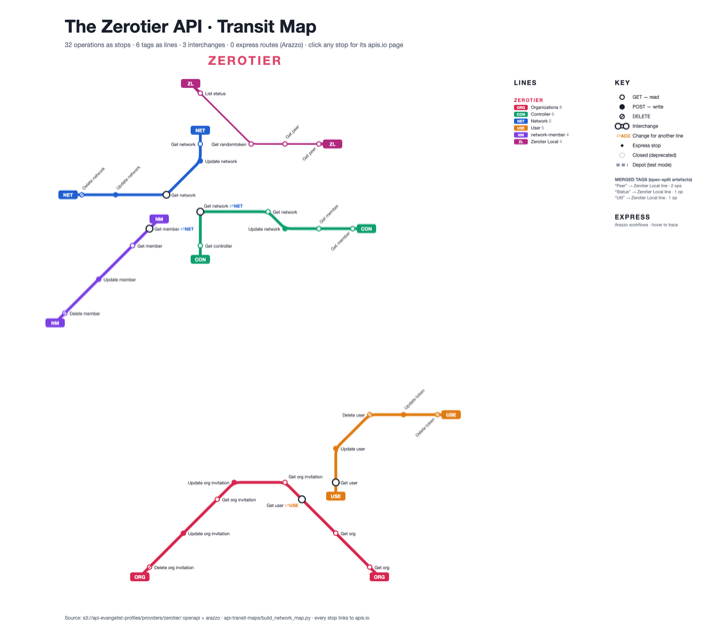 The Zerotier API · Transit Map
32 operations as stops · 6 tags as lines · 3 interchanges · 0 express routes (Arazzo) · click any stop for its apis.io page
ZEROTIER
ZL
List status
NET
Get network
Get randomtoken
Get peer
Get peer
ZL
Update network
Delete network
Update network
NET
Get network
NM
Get member ⇄NET
Get member
Update member
Delete member
NM
Get network ⇄NET
Get network
Get controller
CON
Update network
Get member
Get member
CON
Delete user
Update token
Delete token
USE
Update user
Get user
USE
Update org invitation
Get org invitation
Get org invitation
Get user ⇄USE
Update org invitation
Get org
Delete org invitation
ORG
Get org
ORG
LINES
ZEROTIER
ORG Organizations 8
CON Controller 6
NET Network 5
USE User 5
NM network-member 4
ZL Zerotier Local 4
KEY
GET — read
POST — write
DELETE
Interchange
⇄ACC Change for another line
Express stop
Closed (deprecated)
Depot (test mode)
MERGED TAGS (spec-split artefacts)
"Peer" → Zerotier Local line · 2 ops
"Status" → Zerotier Local line · 1 op
"Util" → Zerotier Local line · 1 op
EXPRESS
Arazzo workflows · hover to trace
Source: s3://api-evangelist-profiles/providers/zerotier/ openapi + arazzo · api-transit-maps/build_network_map.py · every stop links to apis.io